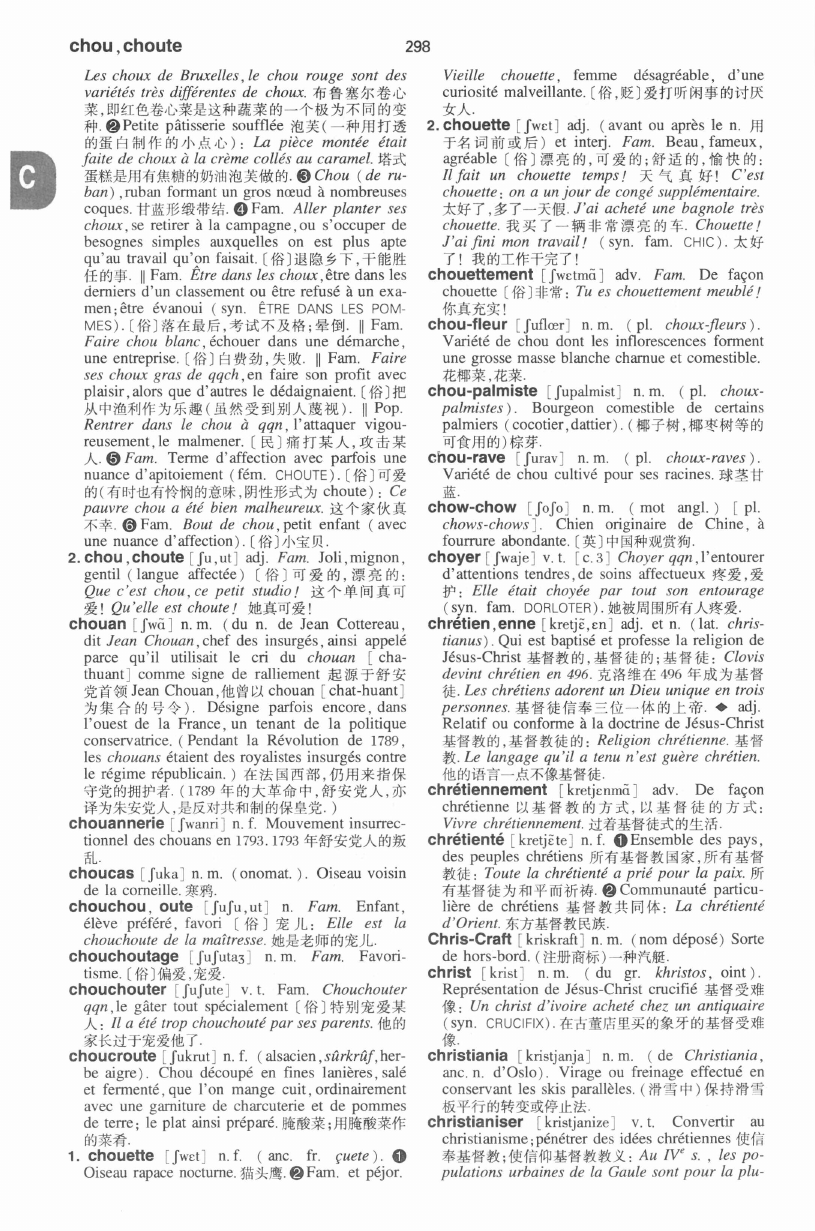 chou,choute
298
C
Les choux de Bruxelles, le chou rouge sont des
variétés très différentes de choux. 布鲁塞尔卷心
菜,即红色卷心菜是这种蔬菜的一个极为不同的变
种. ❷Petite pâtisserie soufflée 泡芙(一种用打透
的蛋白制作的小点心): La pièce montée était
faite de choux à la crème collés au caramel. 塔式
蛋糕是用有焦糖的奶油泡芙做的. ❸ Chou (de ru-
ban), ruban formant un gros nœud à nombreuses
coques. 甘蓝形缎带结. ❹ Fam. Aller planter ses
choux, se retirer à la campagne, ou s'occuper de
besognes simples auxquelles on est plus apte
qu'au travail qu'on faisait. 〔俗〕退隐乡下,干能胜
任的事. ‖ Fam. Être dans les choux, être dans les
derniers d'un classement ou être refusé à un exa-
men; être évanoui (syn. ÊTRE DANS LES POM-
MES). 〔俗〕落在最后,考试不及格;晕倒. ‖ Fam.
Faire chou blanc, échouer dans une démarche,
une entreprise. 〔俗〕白费劲,失败. ‖ Fam. Faire
ses choux gras de qqch, en faire son profit avec
plaisir, alors que d'autres le dédaignaient. 〔俗〕把
从中渔利作为乐趣(虽然受到别人蔑视). ‖ Pop.
Rentrer dans le chou à qqn, l'attaquer vigou-
reusement, le malmener. 〔民〕痛打某人,攻击某
人. ❺ Fam. Terme d'affection avec parfois une
nuance d'apitoiement (fém. CHOUTE). 〔俗〕可爱
的(有时也有怜悯的意味,阴性形式为 choute): Ce
pauvre chou a été bien malheureux. 这个家伙真
不幸. ❻ Fam. Bout de chou, petit enfant (avec
une nuance d'affection). 〔俗〕小宝贝.
2. chou,choute [ʃu,ut] adj. Fam. Joli, mignon,
gentil (langue affectée) 〔俗〕可爱的,漂亮的:
Que c'est chou, ce petit studio! 这个单间真可
爱! Qu'elle est choute! 她真可爱!
chouan [ʃwɑ̃] n. m. (du n. de Jean Cottereau,
dit Jean Chouan, chef des insurgés, ainsi appelé
parce qu'il utilisait le cri du chouan [cha-
thuant] comme signe de ralliement 起源于舒安
党首领 Jean Chouan,他曾以 chouan [chat-huant]
为集合的号令). Désigne parfois encore, dans
l'ouest de la France, un tenant de la politique
conservatrice. (Pendant la Révolution de 1789,
les chouans étaient des royalistes insurgés contre
le régime républicain.) 在法国西部,仍用来指保
守党的拥护者. (1789 年的大革命中,舒安党人,亦
译为朱安党人,是反对共和制的保皇党.)
chouannerie [ʃwanri] n. f. Mouvement insurrec-
tionnel des chouans en 1793. 1793 年舒安党人的叛
乱.
choucas [ʃuka] n. m. (onomat.). Oiseau voisin
de la corneille. 寒鸦.
chouchou, oute [ʃuʃu,ut] n. Fam. Enfant,
élève préféré, favori 〔俗〕宠儿: Elle est la
chouchoute de la maîtresse. 她是老师的宠儿.
chouchoutage [ʃuʃutaʒ] n. m. Fam. Favori-
tisme. 〔俗〕偏爱,宠爱.
chouchouter [ʃuʃute] v. t. Fam. Chouchouter
qqn, le gâter tout spécialement 〔俗〕特别宠爱某
人: Il a été trop chouchouté par ses parents. 他的
家长过于宠爱他了.
choucroute [ʃukrut] n. f. (alsacien, sûrkrûf, her-
be aigre). Chou découpé en fines lanières, salé
et fermenté, que l'on mange cuit, ordinairement
avec une garniture de charcuterie et de pommes
de terre; le plat ainsi préparé. 腌酸菜;用腌酸菜作
的菜肴.
1. chouette [ʃwɛt] n. f. (anc. fr. çuete). ❶
Oiseau rapace nocturne. 猫头鹰. ❷Fam. et péjor.
Vieille chouette, femme désagréable, d'une
curiosité malveillante. 〔俗,贬〕爱打听闲事的讨厌
女人.
2. chouette [ʃwɛt] adj. (avant ou après le n. 用
于名词前或后) et interj. Fam. Beau, fameux,
agréable 〔俗〕漂亮的,可爱的;舒适的,愉快的:
Il fait un chouette temps! 天气真好! C'est
chouette: on a un jour de congé supplémentaire.
太好了,多了一天假. J'ai acheté une bagnole très
chouette. 我买了一辆非常漂亮的车. Chouette!
J'ai fini mon travail! (syn. fam. CHIC). 太好
了! 我的工作干完了!
chouettement [ʃwɛtmɑ̃] adv. Fam. De façon
chouette 〔俗〕非常: Tu es chouettement meublé!
你真充实!
chou-fleur [ʃuflœr] n. m. (pl. choux-fleurs).
Variété de chou dont les inflorescences forment
une grosse masse blanche charnue et comestible.
花椰菜,花菜.
chou-palmiste [ʃupalmist] n. m. (pl. choux-
palmistes). Bourgeon comestible de certains
palmiers (cocotier, dattier). (椰子树,椰枣树等的
可食用的)棕芽.
chou-rave [ʃurav] n. m. (pl. choux-raves).
Variété de chou cultivé pour ses racines. 球茎甘
蓝.
chow-chow [ʃoʃo] n. m. (mot angl.) [pl.
chows-chows]. Chien originaire de Chine, à
fourrure abondante. 〔英〕中国种观赏狗.
choyer [ʃwaje] v. t. [c. 3] Choyer qqn, l'entourer
d'attentions tendres, de soins affectueux 疼爱,爱
护: Elle était choyée par tout son entourage
(syn. fam. DORLOTER). 她被周围所有人疼爱.
chrétien, enne [kretjɛ̃,ɛn] adj. et n. (lat. chris-
tianus). Qui est baptisé et professe la religion de
Jésus-Christ 基督教的,基督徒的;基督徒: Clovis
devint chrétien en 496. 克洛维在 496 年成为基督
徒. Les chrétiens adorent un Dieu unique en trois
personnes. 基督徒信奉三位一体的上帝. ◆ adj.
Relatif ou conforme à la doctrine de Jésus-Christ
基督教的,基督教徒的: Religion chrétienne. 基督
教. Le langage qu'il a tenu n'est guère chrétien.
他的语言一点不像基督徒.
chrétiennement [kretjɛnmɑ̃] adv. De façon
chrétienne 以基督教的方式,以基督徒的方式:
Vivre chrétiennement. 过着基督徒式的生活.
chrétienté [kretjɛ̃te] n. f. ❶Ensemble des pays,
des peuples chrétiens 所有基督教国家,所有基督
教徒: Toute la chrétienté a prié pour la paix. 所
有基督徒为和平而祈祷. ❷ Communauté particu-
lière de chrétiens 基督教共同体: La chrétienté
d'Orient. 东方基督教民族.
Chris-Craft [kriskraft] n. m. (nom déposé) Sorte
de hors-bord. (注册商标)一种汽艇.
christ [krist] n. m. (du gr. khristos, oint).
Représentation de Jésus-Christ crucifié 基督受难
像: Un christ d'ivoire acheté chez un antiquaire
(syn. CRUCIFIX). 在古董店里买的象牙的基督受难
像.
christiania [kristjanja] n. m. (de Christiania,
anc. n. d'Oslo). Virage ou freinage effectué en
conservant les skis parallèles. (滑雪中)保持滑雪
板平行的转变或停止法.
christianiser [kristjanize] v. t. Convertir au
christianisme; pénétrer des idées chrétiennes 使信
奉基督教;使信仰基督教教义: Au IVe s., les po-
pulations urbaines de la Gaule sont pour la plu-